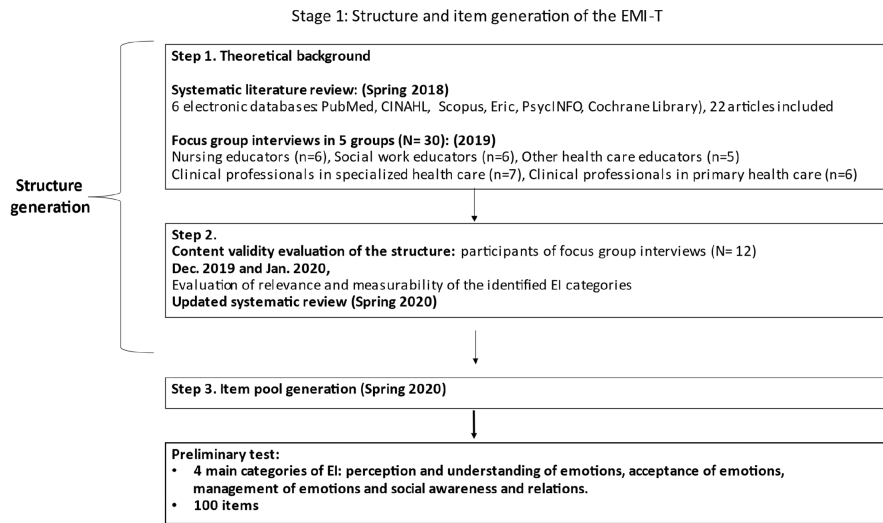 Stage 1: Structure and item generation of the EMI-T
Step 1. Theoretical background
Systematic literature review: (Spring 2018)
6 electronic databases: PubMed, CINAHL, Scopus, Eric, PsycINFO, Cochrane Library), 22 articles included
Focus group interviews in 5 groups (N= 30): (2019)
Nursing educators (n=6), Social work educators (n=6), Other health care educators (n=5)
Clinical professionals in specialized health care (n=7), Clinical professionals in primary health care (n=6)
Structure
generation
Step 2.
Content validity evaluation of the structure: participants of focus group interviews (N= 12)
Dec. 2019 and Jan. 2020,
Evaluation of relevance and measurability of the identified EI categories
Updated systematic review (Spring 2020)
Step 3. Item pool generation (Spring 2020)
Preliminary test:
• 4 main categories of EI: perception and understanding of emotions, acceptance of emotions,
management of emotions and social awareness and relations.
• 100 items